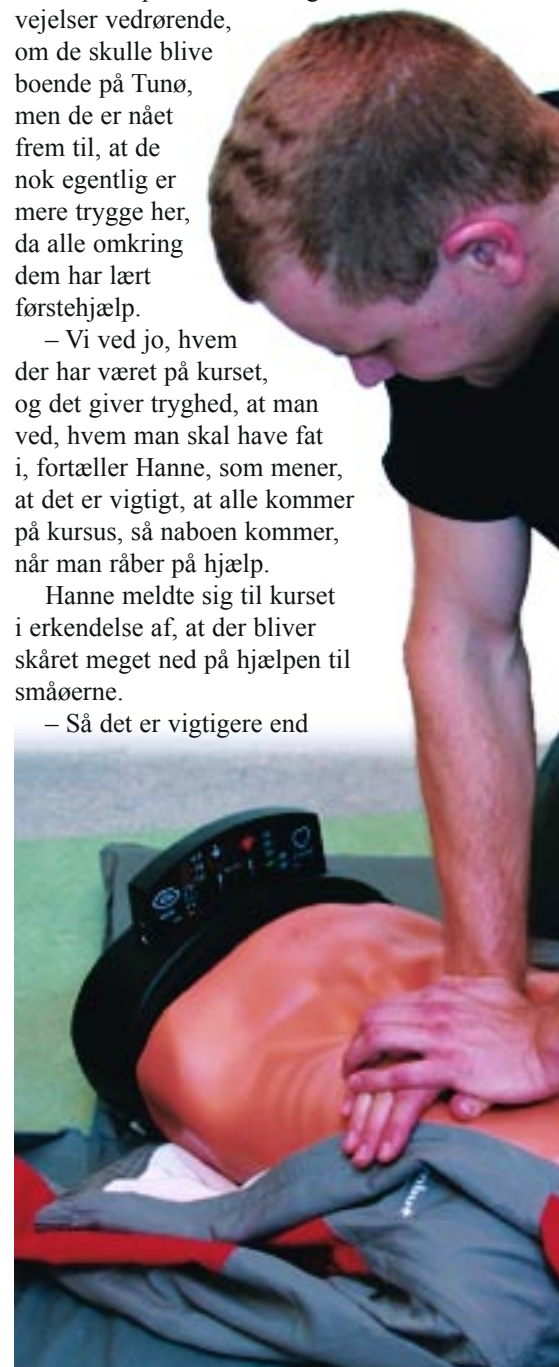 vejelser vedrørende,
om de skulle blive
boende på Tunø,
men de er nået
frem til, at de
nok egentlig er
mere trygge her,
da alle omkring
dem har lært
førstehjælp.
– Vi ved jo, hvem
der har været på kurset,
og det giver tryghed, at man
ved, hvem man skal have fat
i, fortæller Hanne, som mener,
at det er vigtigt, at alle kommer
på kursus, så naboen kommer,
når man råber på hjælp.
Hanne meldte sig til kurset
i erkendelse af, at der bliver
skåret meget ned på hjælpen til
småøerne.
– Så det er vigtigere end